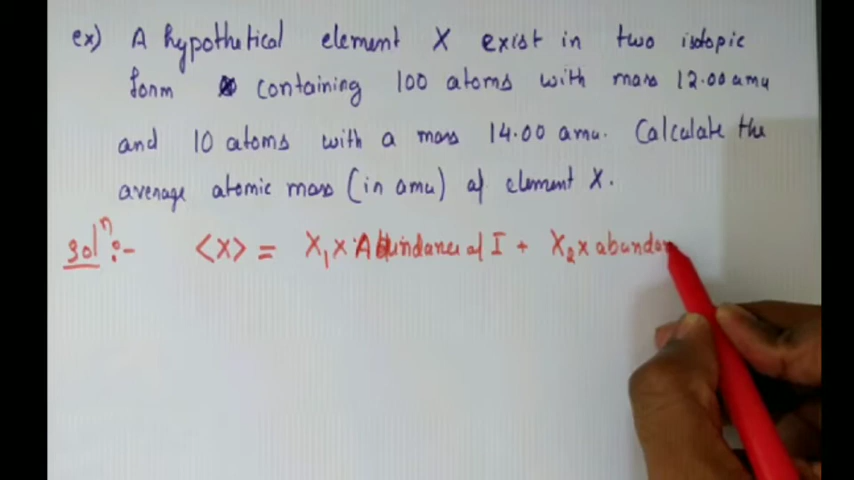 ex) A hypothetical element X exist in two isotopic
form containing 100 atoms with mass 12.00 amu
and 10 atoms with a mass 14.00 amu. Calculate the
average atomic mass (in amu) of element X.
solⁿ:- <X> = X₁ x Abundance of I + X₂ x abundan